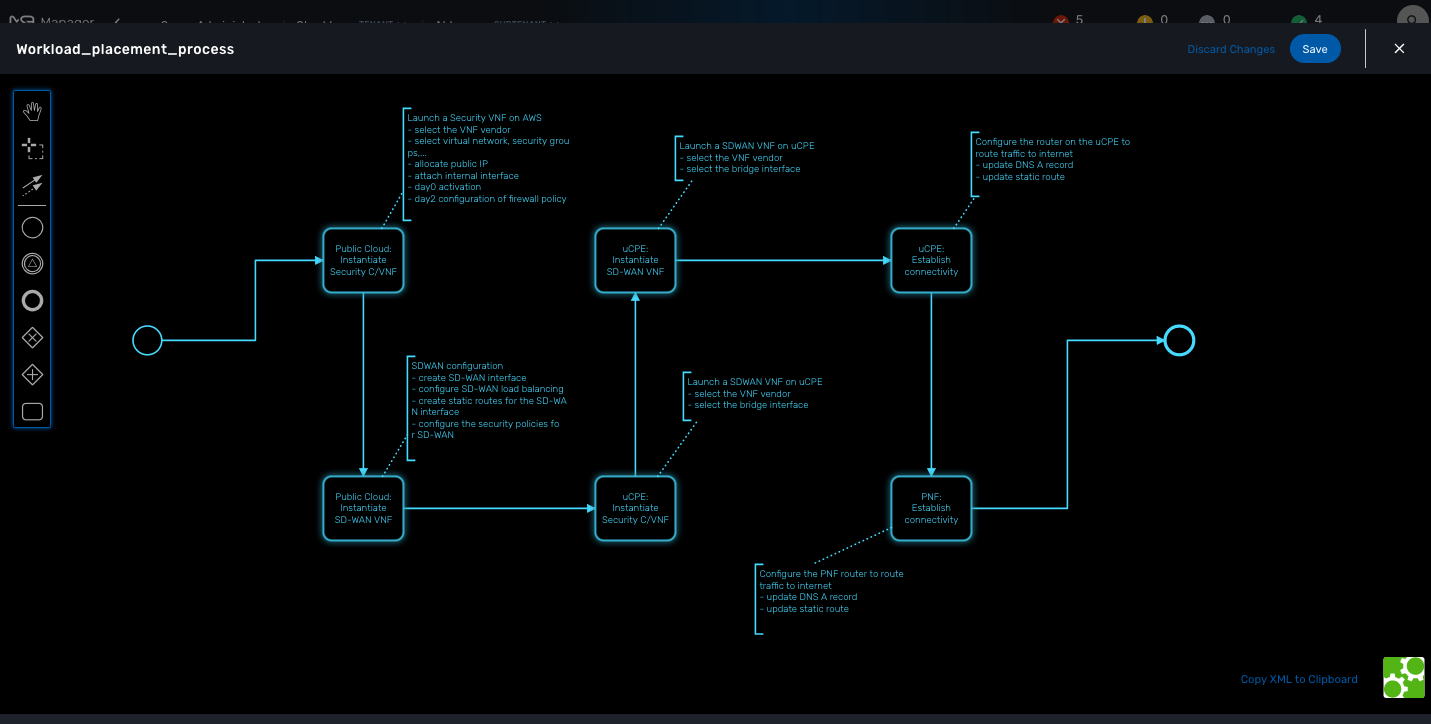 Manager
5
0
0
4
Workload_placement_process
Discard Changes
Save
Launch a Security VNF on AWS
- select the VNF vendor
- select virtual network, security grou
ps,...
- allocate public IP
- attach internal interface
- day0 activation
- day2 configuration of firewall policy
Launch a SDWAN VNF on uCPE
- select the VNF vendor
- select the bridge interface
Configure the router on the uCPE to
route traffic to internet
- update DNS A record
- update static route
Public Cloud:
Instantiate
Security C/VNF
uCPE:
Instantiate
SD-WAN VNF
uCPE:
Establish
connectivity
SDWAN configuration
- create SD-WAN interface
- configure SD-WAN load balancing
- create static routes for the SD-WA
N interface
- configure the security policies fo
r SD-WAN
Launch a SDWAN VNF on uCPE
- select the VNF vendor
- select the bridge interface
Public Cloud:
Instantiate
SD-WAN VNF
uCPE:
Instantiate
Security C/VNF
PNF:
Establish
connectivity
Configure the PNF router to route
traffic to internet
- update DNS A record
- update static route
Copy XML to Clipboard